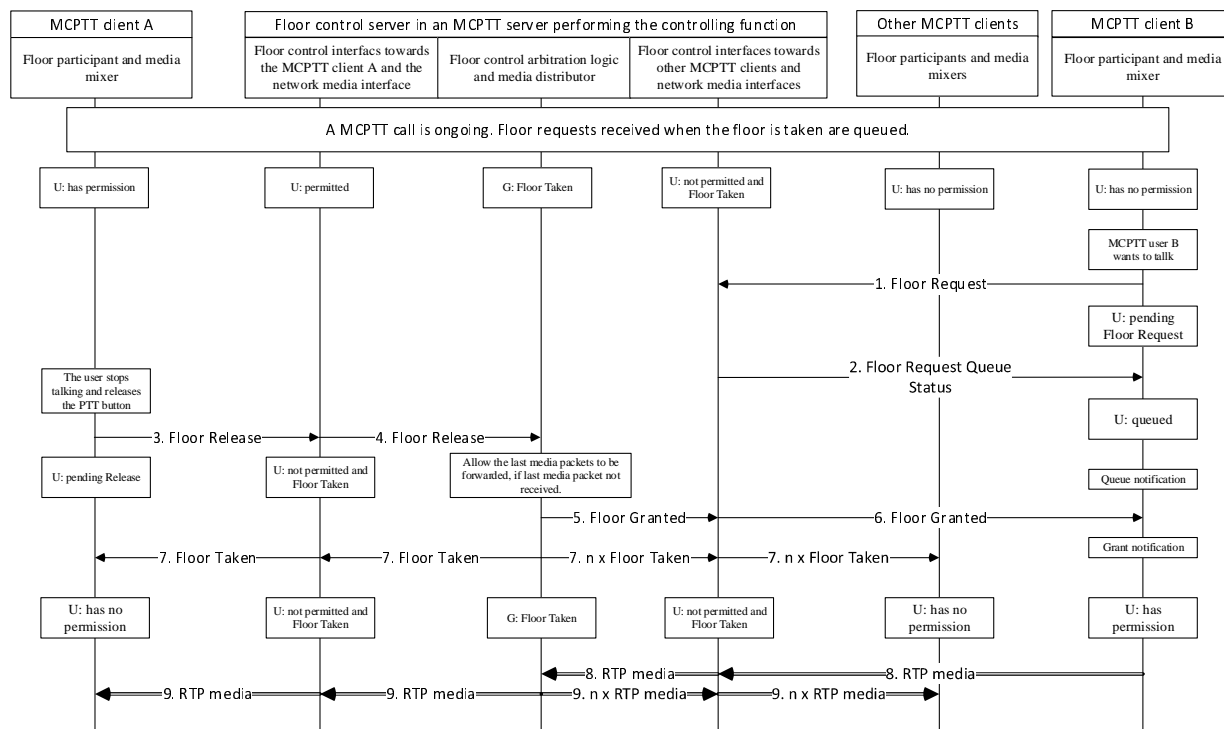 MCPTT client A
Floor control server in an MCPTT server performing the controlling function
Other MCPTT clients
MCPTT client B
Floor participant and media
mixer
Floor control interfacs towards
the MCPTT client A and the
network media interface
Floor control arbitration logic
and media distributor
Floor control interfaces towards
other MCPTT clients and
network media interfaces
Floor participants and media
mixers
Floor participant and media
mixer
A MCPTT call is ongoing. Floor requests received when the floor is taken are queued.
U: has permission
U: permitted
G: Floor Taken
U: not permitted and
Floor Taken
U: has no permission
U: has no permission
MCPTT user B
wants to tallk
1. Floor Request
U: pending
Floor Request
2. Floor Request Queue
Status
The user stops
talking and releases
the PTT button
U: queued
3. Floor Release
4. Floor Release
U: pending Release
U: not permitted and
Floor Taken
Allow the last media packets to be
forwarded, if last media packet not
received.
Queue notification
5. Floor Granted
6. Floor Granted
Grant notification
7. Floor Taken
7. Floor Taken
7. n x Floor Taken
7. n x Floor Taken
U: has no
permission
U: not permitted and
Floor Taken
G: Floor Taken
U: not permitted and
Floor Taken
U: has no
permission
U: has
permission
8. RTP media
8. RTP media
9. RTP media
9. RTP media
9. n x RTP media
9. n x RTP media